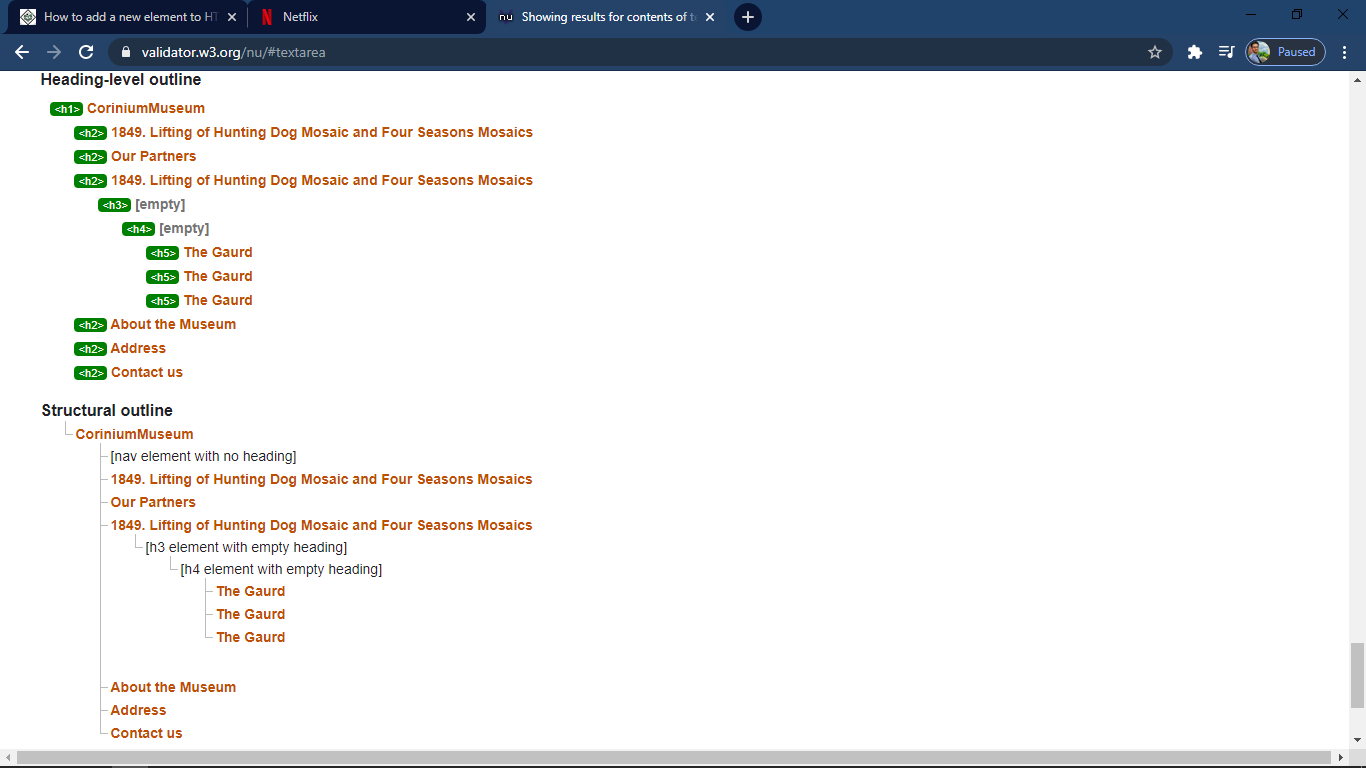 How to add a new element to HT
Netflix
nu Showing results for contents of te
validator.w3.org/nu/#textarea
Paused
Heading-level outline
<h1> CoriniumMuseum
<h2> 1849. Lifting of Hunting Dog Mosaic and Four Seasons Mosaics
<h2> Our Partners
<h2> 1849. Lifting of Hunting Dog Mosaic and Four Seasons Mosaics
<h3> [empty]
<h4> [empty]
<h5> The Gaurd
<h5> The Gaurd
<h5> The Gaurd
<h2> About the Museum
<h2> Address
<h2> Contact us
Structural outline
CoriniumMuseum
[nav element with no heading]
1849. Lifting of Hunting Dog Mosaic and Four Seasons Mosaics
Our Partners
1849. Lifting of Hunting Dog Mosaic and Four Seasons Mosaics
[h3 element with empty heading]
[h4 element with empty heading]
The Gaurd
The Gaurd
The Gaurd
About the Museum
Address
Contact us